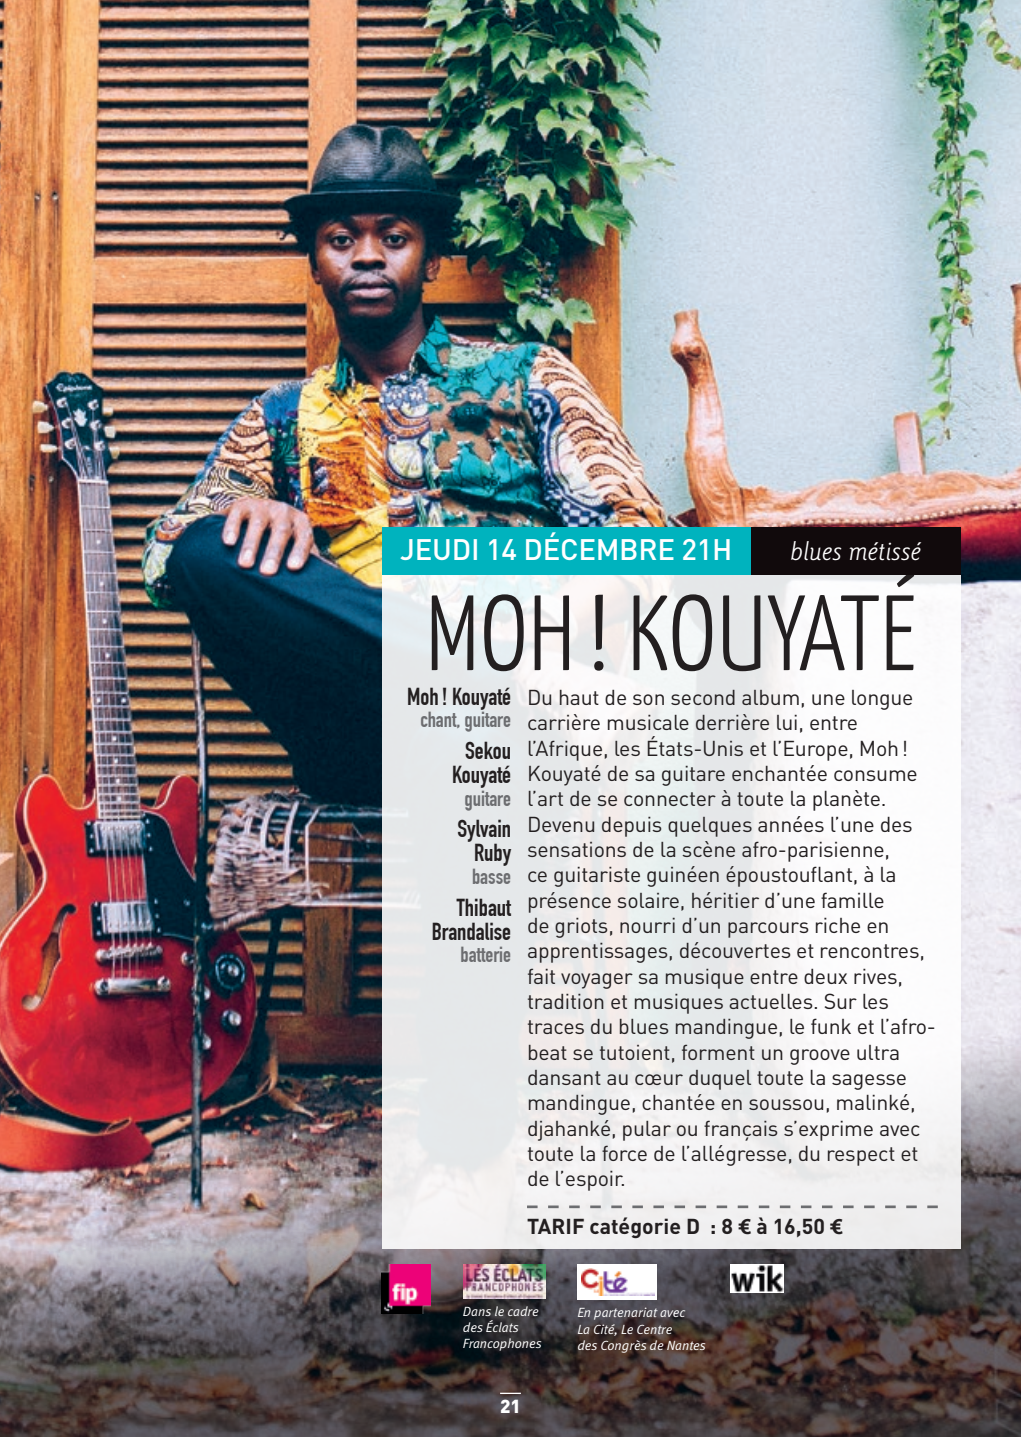 Epiphone
JEUDI 14 DÉCEMBRE 21H
blues métissé
MOH ! KOUYATÉ
Moh ! Kouyaté
chant, guitare
Sekou
Kouyaté
guitare
Sylvain
Ruby
basse
Thibaut
Brandalise
batterie
Du haut de son second album, une longue
carrière musicale derrière lui, entre
l’Afrique, les États-Unis et l’Europe, Moh !
Kouyaté de sa guitare enchantée consume
l’art de se connecter à toute la planète.
Devenu depuis quelques années l’une des
sensations de la scène afro-parisienne,
ce guitariste guinéen époustouflant, à la
présence solaire, héritier d’une famille
de griots, nourri d’un parcours riche en
apprentissages, découvertes et rencontres,
fait voyager sa musique entre deux rives,
tradition et musiques actuelles. Sur les
traces du blues mandingue, le funk et l’afro-
beat se tutoient, forment un groove ultra
dansant au cœur duquel toute la sagesse
mandingue, chantée en soussou, malinké,
djahanké, pular ou français s’exprime avec
toute la force de l’allégresse, du respect et
de l’espoir.
TARIF catégorie D : 8 € à 16,50 €
fip
LES ÉCLATS
FRANCOPHONES
Dans le cadre
des Éclats
Francophones
Cité
En partenariat avec
La Cité, Le Centre
des Congrès de Nantes
wik
21